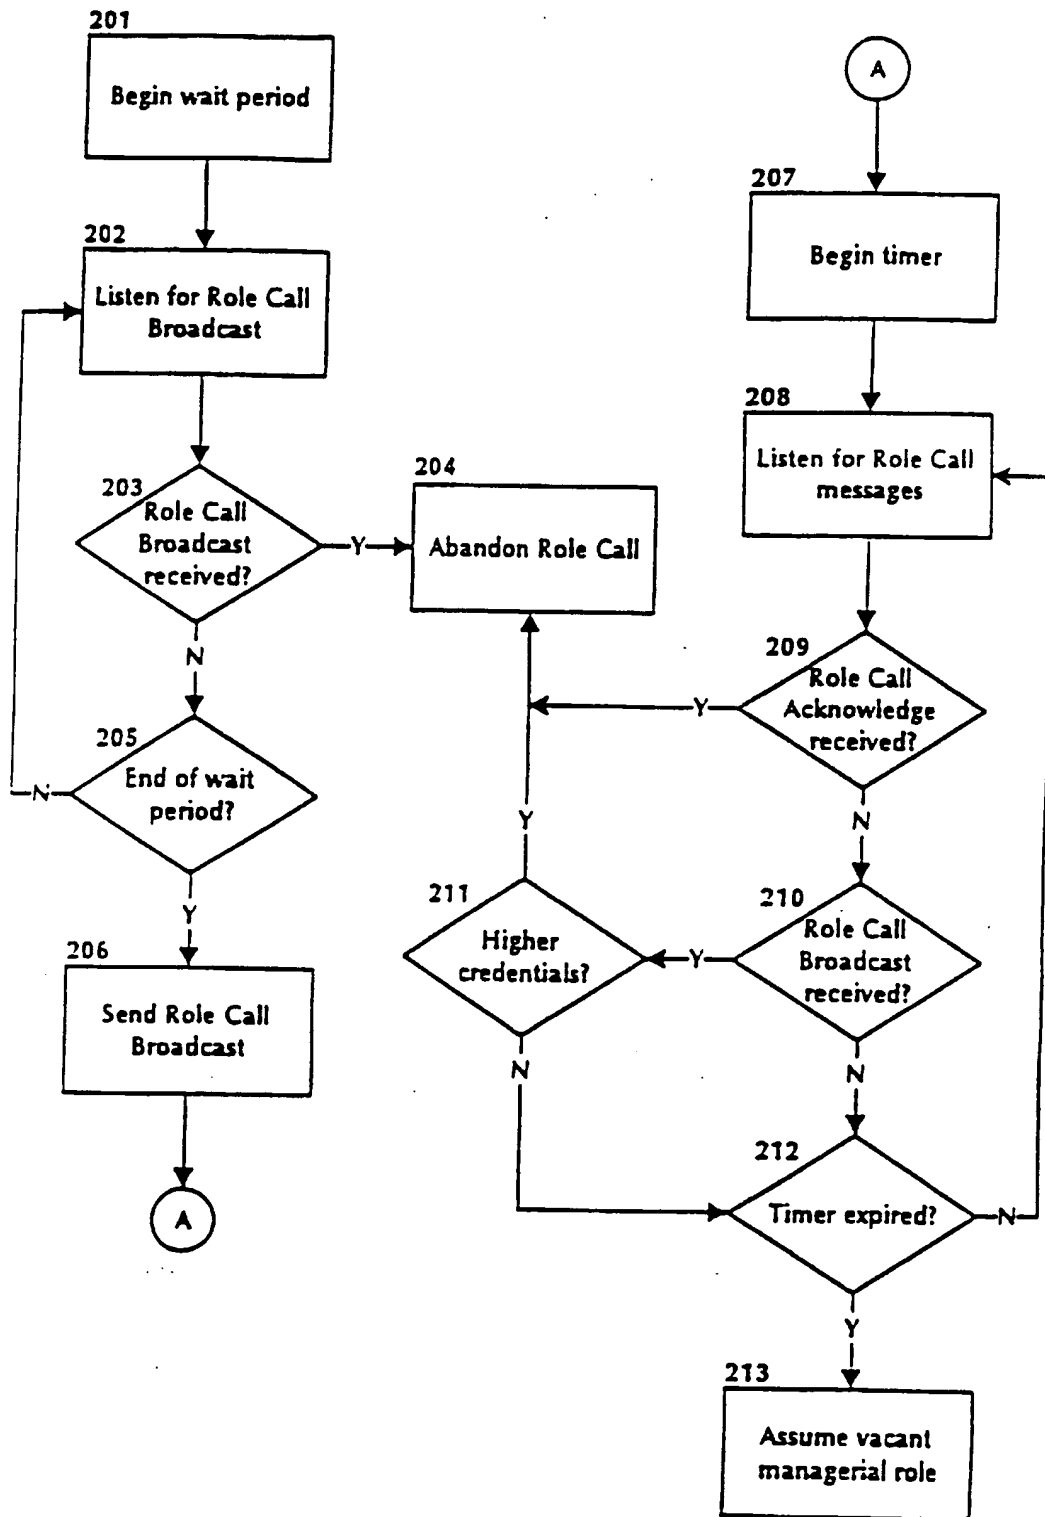 201
Begin wait period
202
Listen for Role Call
Broadcast
203
Role Call
Broadcast
received?
Y
N
204
Abandon Role Call
205
End of wait
period?
N
Y
206
Send Role Call
Broadcast
A
A
207
Begin timer
208
Listen for Role Call
messages
209
Role Call
Acknowledge
received?
Y
N
210
Role Call
Broadcast
received?
Y
N
211
Higher
credentials?
Y
N
212
Timer expired?
N
Y
213
Assume vacant
managerial role